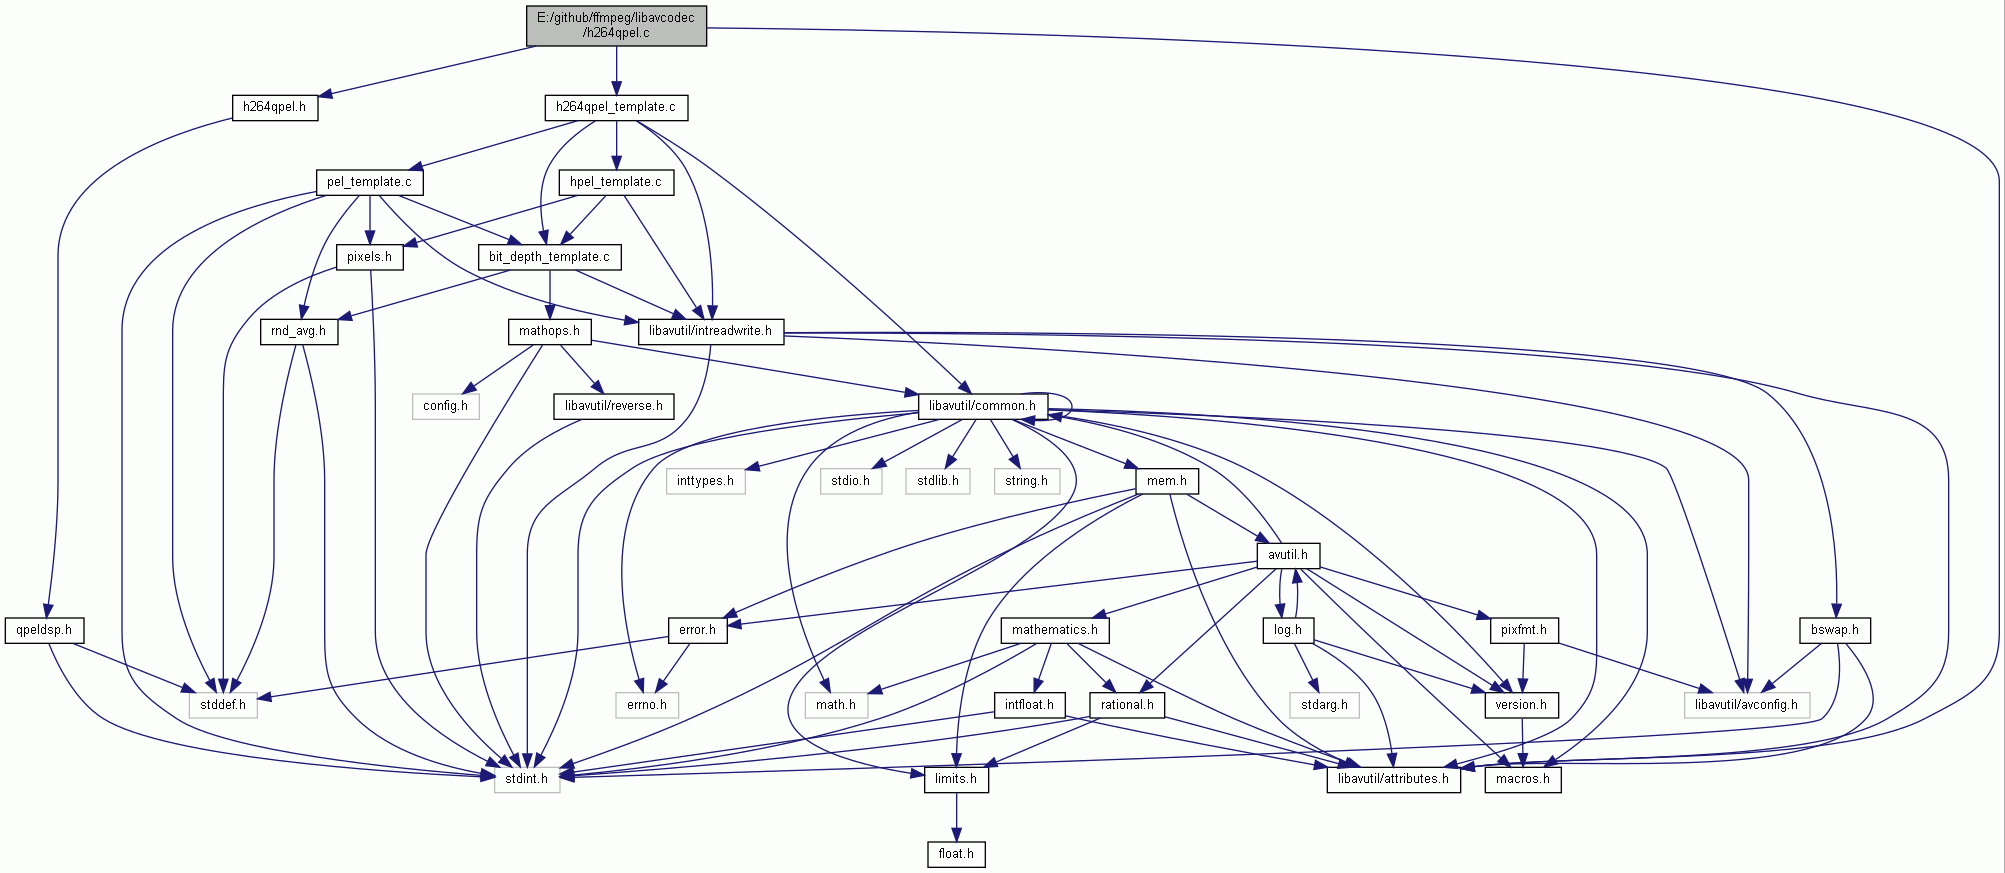 E:/github/ffmpeg/libavcodec
/h264qpel.c
h264qpel.h
h264qpel_template.c
pel_template.c
hpel_template.c
pixels.h
bit_depth_template.c
rnd_avg.h
mathops.h
libavutil/intreadwrite.h
config.h
libavutil/reverse.h
libavutil/common.h
inttypes.h
stdio.h
stdlib.h
string.h
mem.h
avutil.h
qpeldsp.h
error.h
mathematics.h
log.h
pixfmt.h
bswap.h
stddef.h
errno.h
math.h
intfloat.h
rational.h
stdarg.h
version.h
libavutil/avconfig.h
stdint.h
limits.h
libavutil/attributes.h
macros.h
float.h